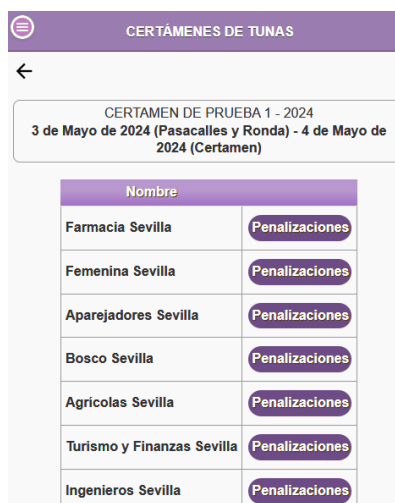 CERTÁMENES DE TUNAS
CERTAMEN DE PRUEBA 1 - 2024
3 de Mayo de 2024 (Pasacalles y Ronda) - 4 de Mayo de
2024 (Certamen)
Nombre
Farmacia Sevilla Penalizaciones
Femenina Sevilla Penalizaciones
Aparejadores Sevilla Penalizaciones
Bosco Sevilla Penalizaciones
Agrícolas Sevilla Penalizaciones
Turismo y Finanzas Sevilla Penalizaciones
Ingenieros Sevilla Penalizaciones